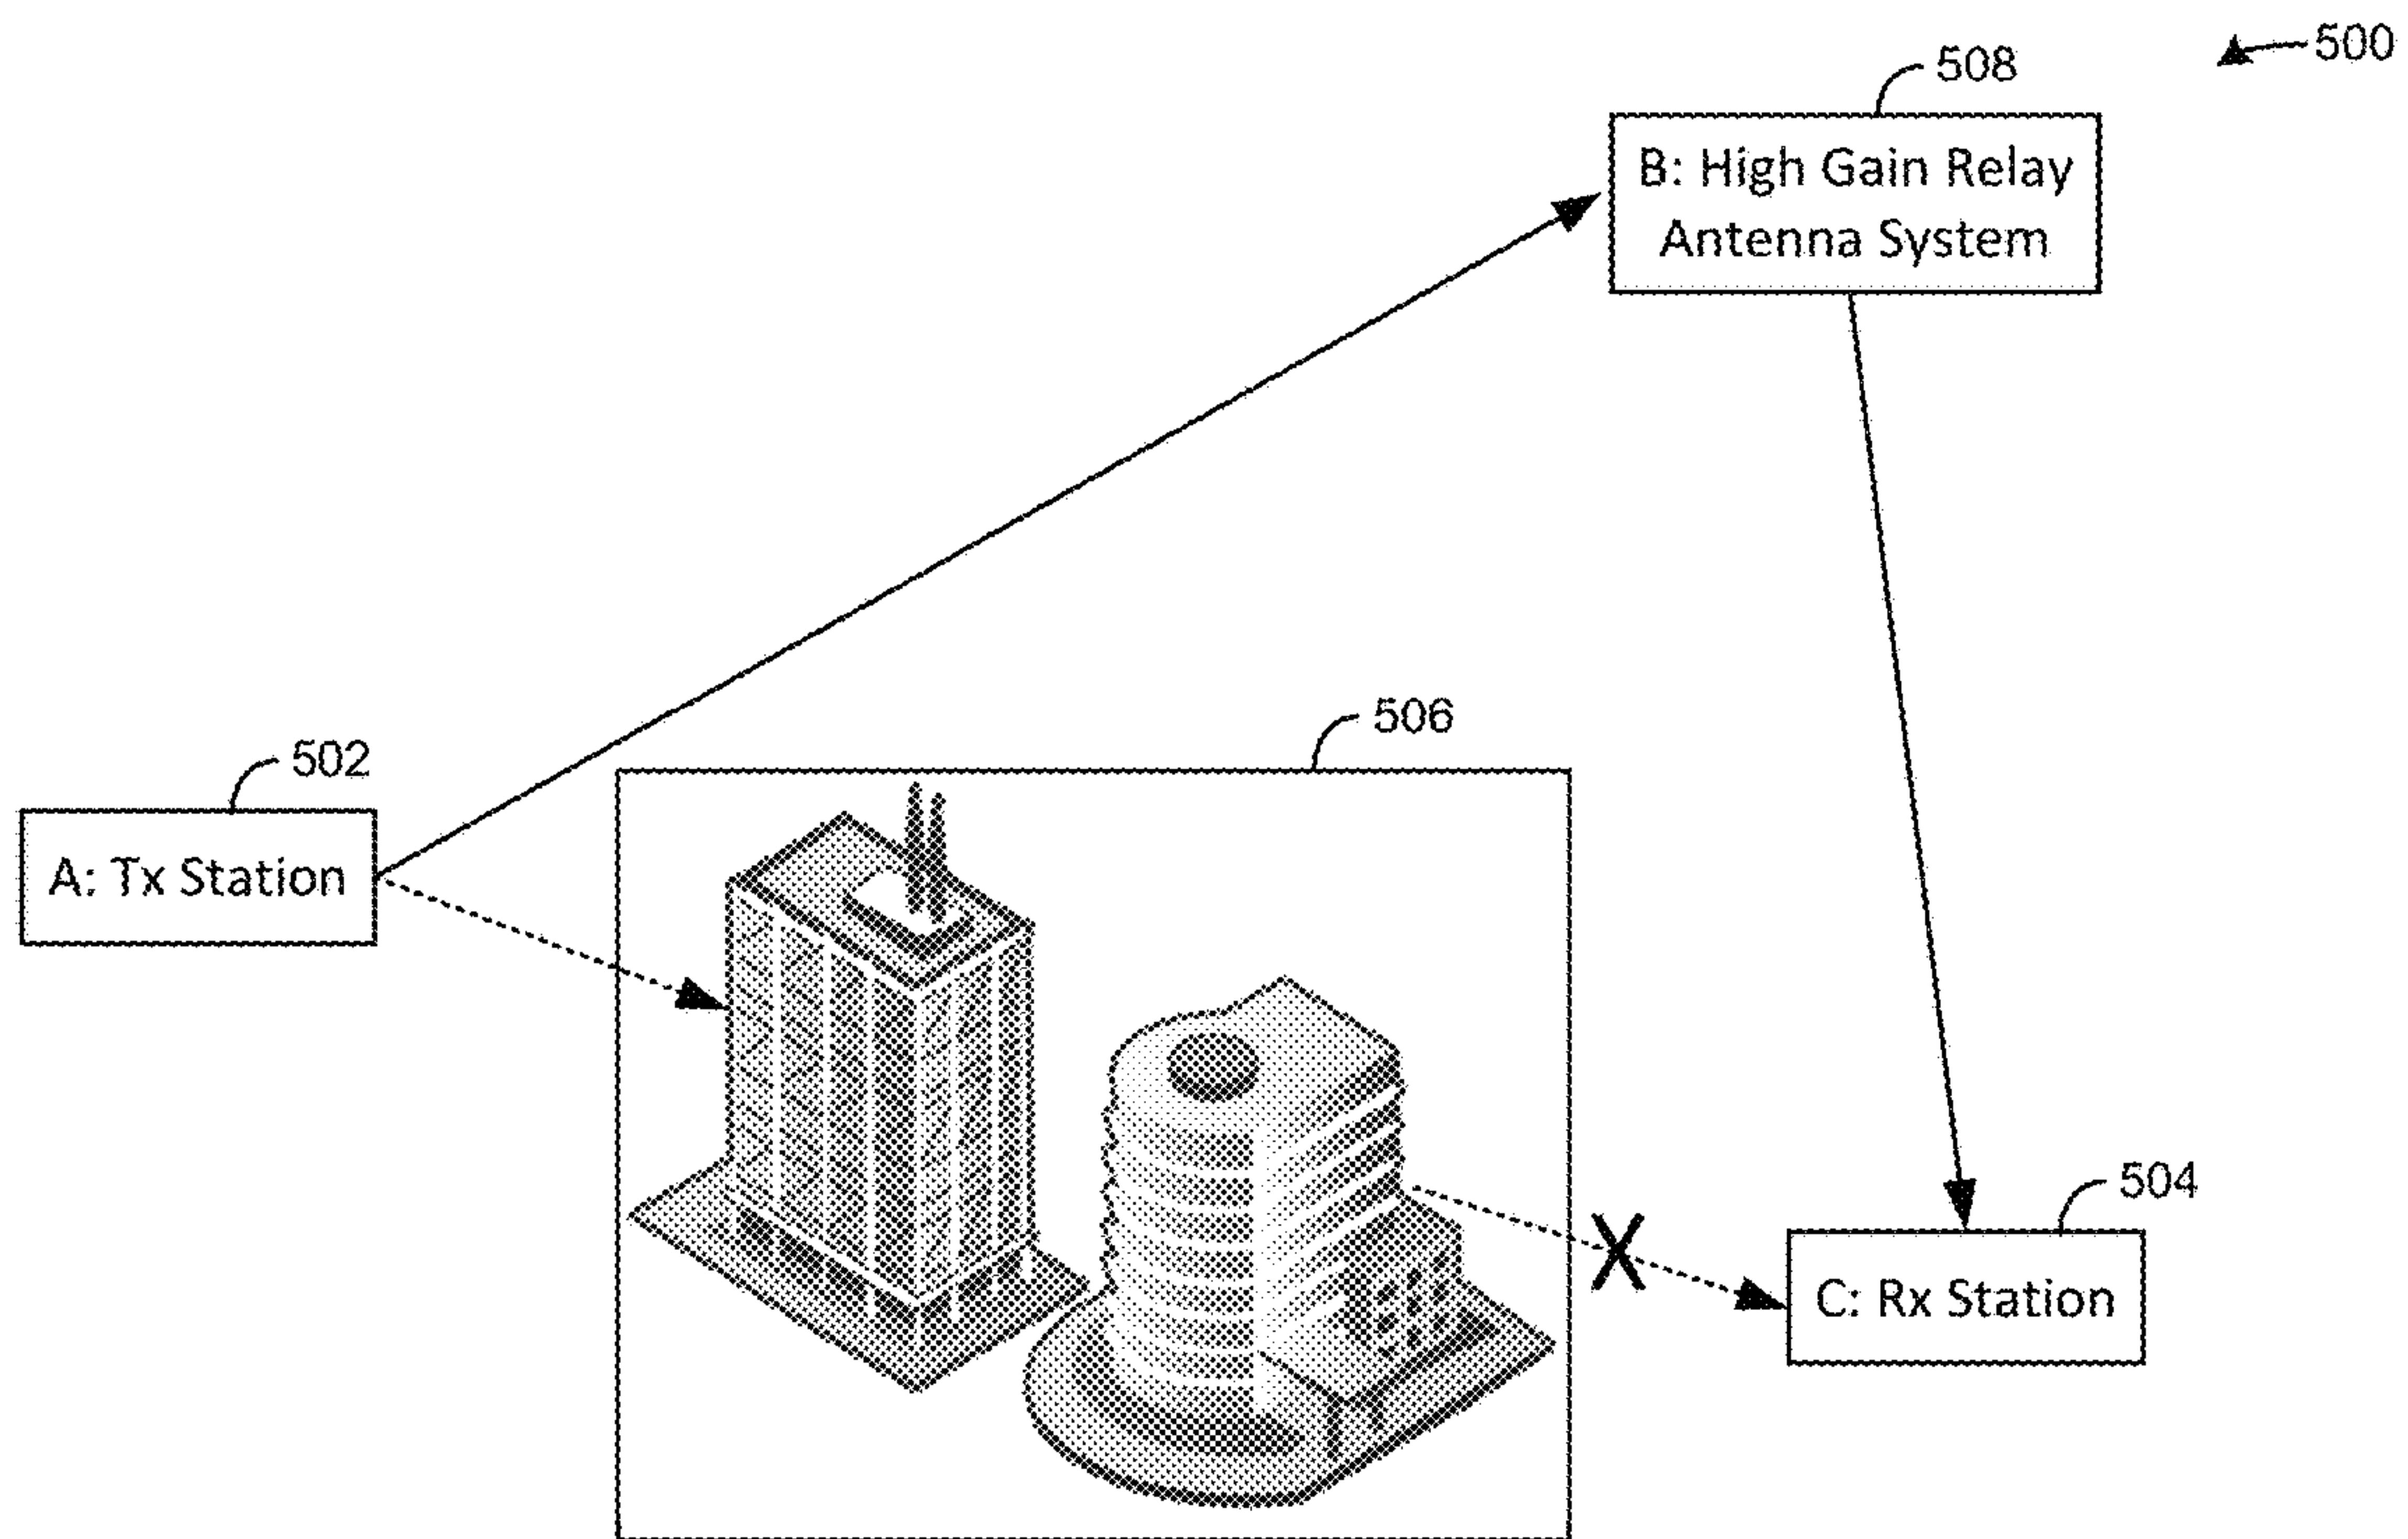 500
508
B: High Gain Relay
Antenna System
506
502
A: Tx Station
504
X
C: Rx Station